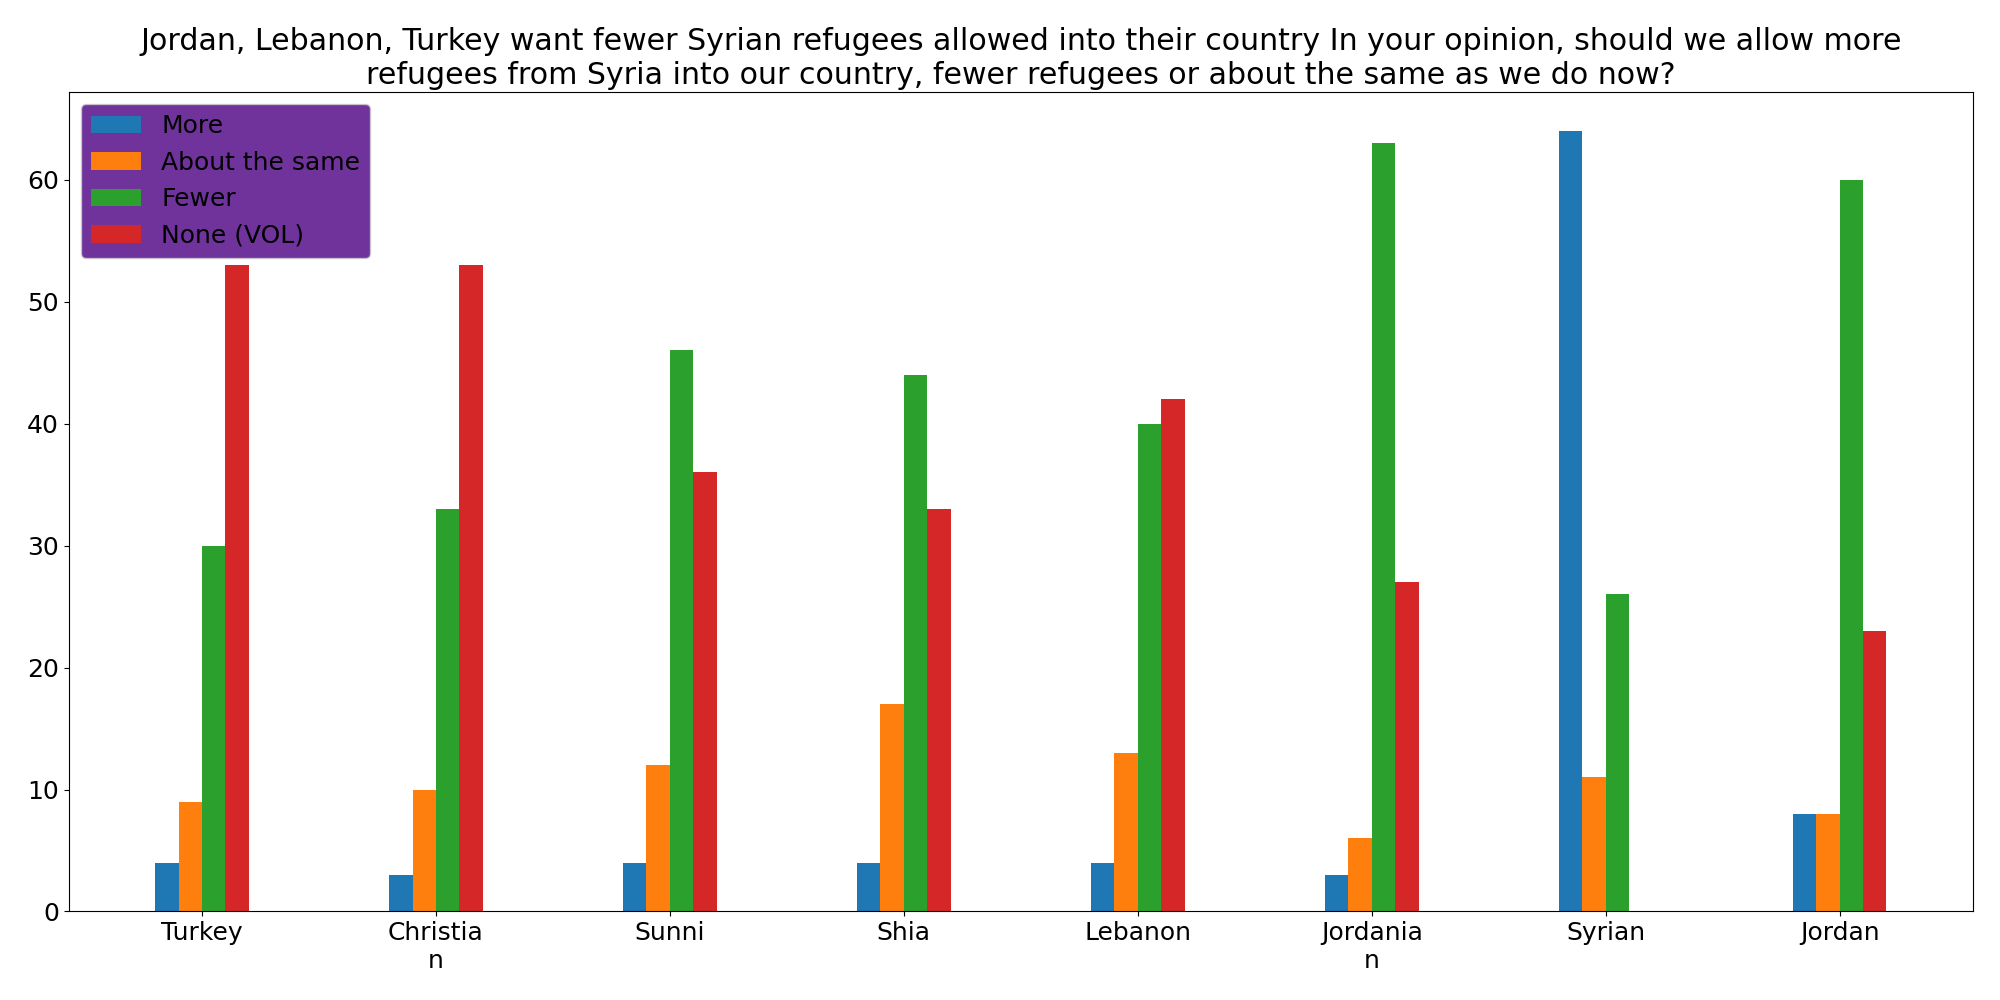 Jordan, Lebanon, Turkey want fewer Syrian refugees allowed into their country In your opinion, should we allow more
refugees from Syria into our country, fewer refugees or about the same as we do now?
More
About the same
Fewer
None (VOL)
60
50
40
30
20
10
0
Turkey
Christia
n
Sunni
Shia
Lebanon
Jordania
n
Syrian
Jordan